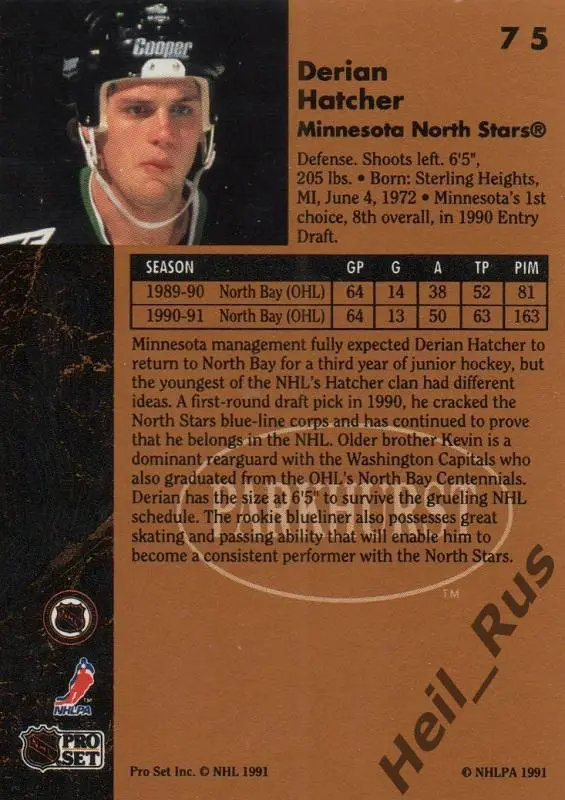 Cooper
75
Derian
Hatcher
Minnesota North Stars®
Defense. Shoots left. 6'5",
205 lbs. • Born: Sterling Heights,
MI, June 4, 1972 • Minnesota's 1st
choice, 8th overall, in 1990 Entry
Draft.
SEASON GP G A TP PIM
1989-90 North Bay (OHL) 64 14 38 52 81
1990-91 North Bay (OHL) 64 13 50 63 163
Minnesota management fully expected Derian Hatcher to
return to North Bay for a third year of junior hockey, but
the youngest of the NHL's Hatcher clan had different
ideas. A first-round draft pick in 1990, he cracked the
North Stars blue-line corps and has continued to prove
that he belongs in the NHL. Older brother Kevin is a
dominant rearguard with the Washington Capitals who
also graduated from the OHL's North Bay Centennials.
Derian has the size at 6'5" to survive the grueling NHL
schedule. The rookie blueliner also possesses great
skating and passing ability that will enable him to
become a consistent performer with the North Stars.
PARKHURST
TM
NHLPA
TM
PRO
SET
Pro Set Inc. © NHL 1991
© NHLPA 1991
Heil_Rus